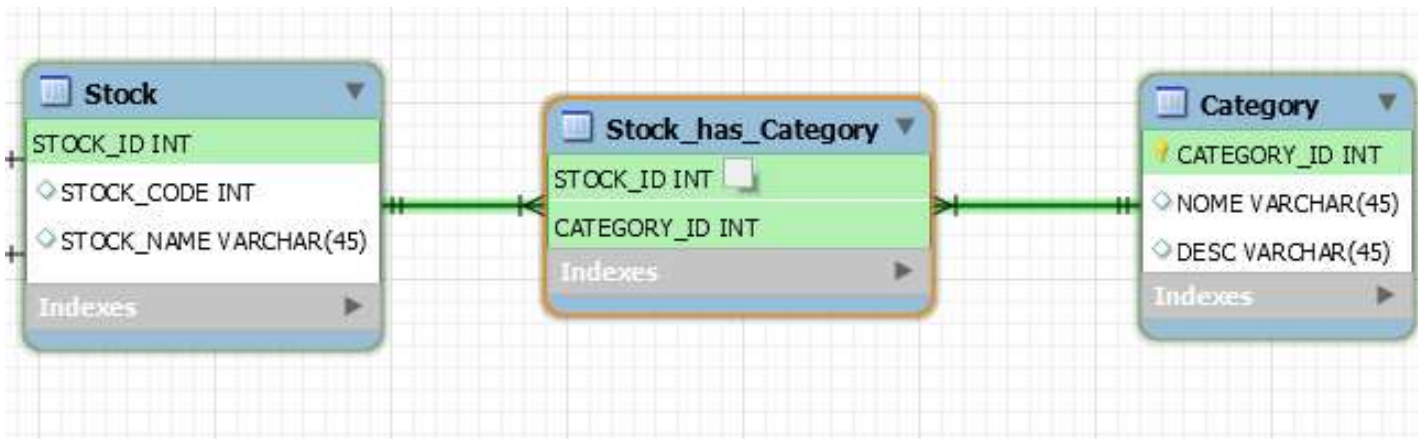 Stock
STOCK_ID INT
STOCK_CODE INT
STOCK_NAME VARCHAR(45)
Indexes
Stock_has_Category
STOCK_ID INT
CATEGORY_ID INT
Indexes
Category
CATEGORY_ID INT
NOME VARCHAR(45)
DESC VARCHAR(45)
Indexes